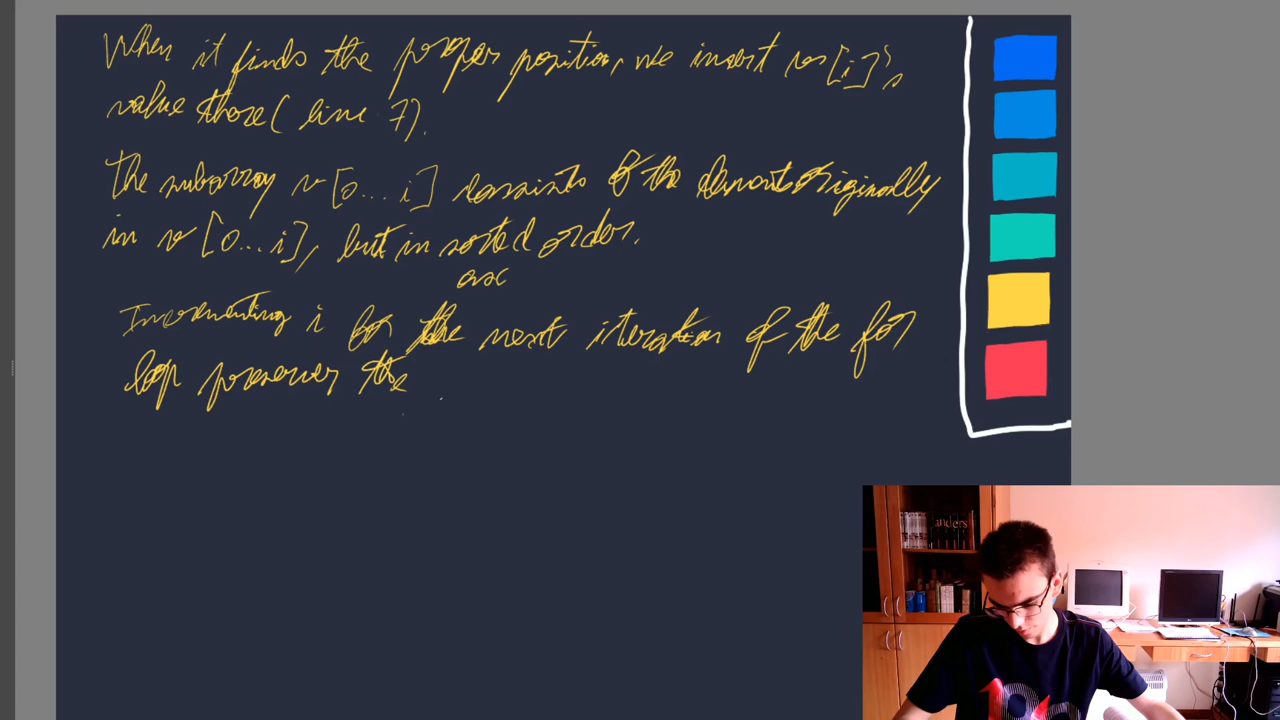 When it finds the proper position, we insert v[i]'s
value there( line 7).
The subarray v[0...i] consists of the elements originally
in v[0...i], but in sorted order.
asc
Incrementing i for the next iteration of the for
loop preserves the
anders